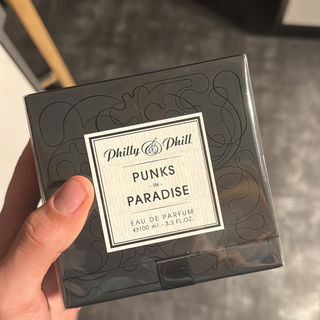 Philly & Phill
PUNKS
- IN -
PARADISE
EAU DE PARFUM
℮100 ml - 3.3 FL.OZ.